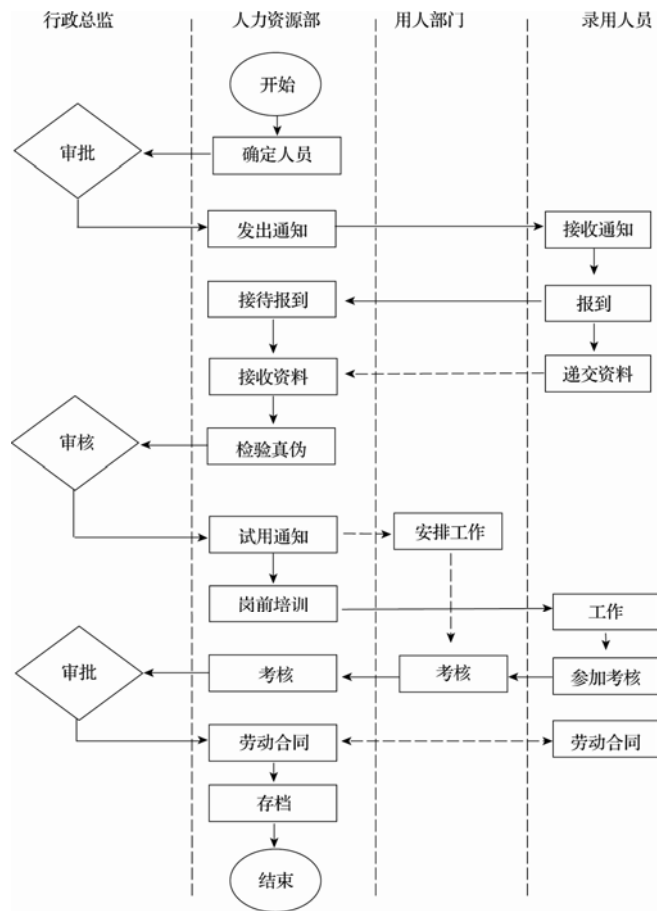 行政总监 人力资源部 用人部门 录用人员
开始
审批 确定人员
发出通知 接收通知
接待报到 报到
接收资料 递交资料
审核 检验真伪
试用通知 安排工作
岗前培训 工作
审批 考核 考核 参加考核
劳动合同 劳动合同
存档
结束